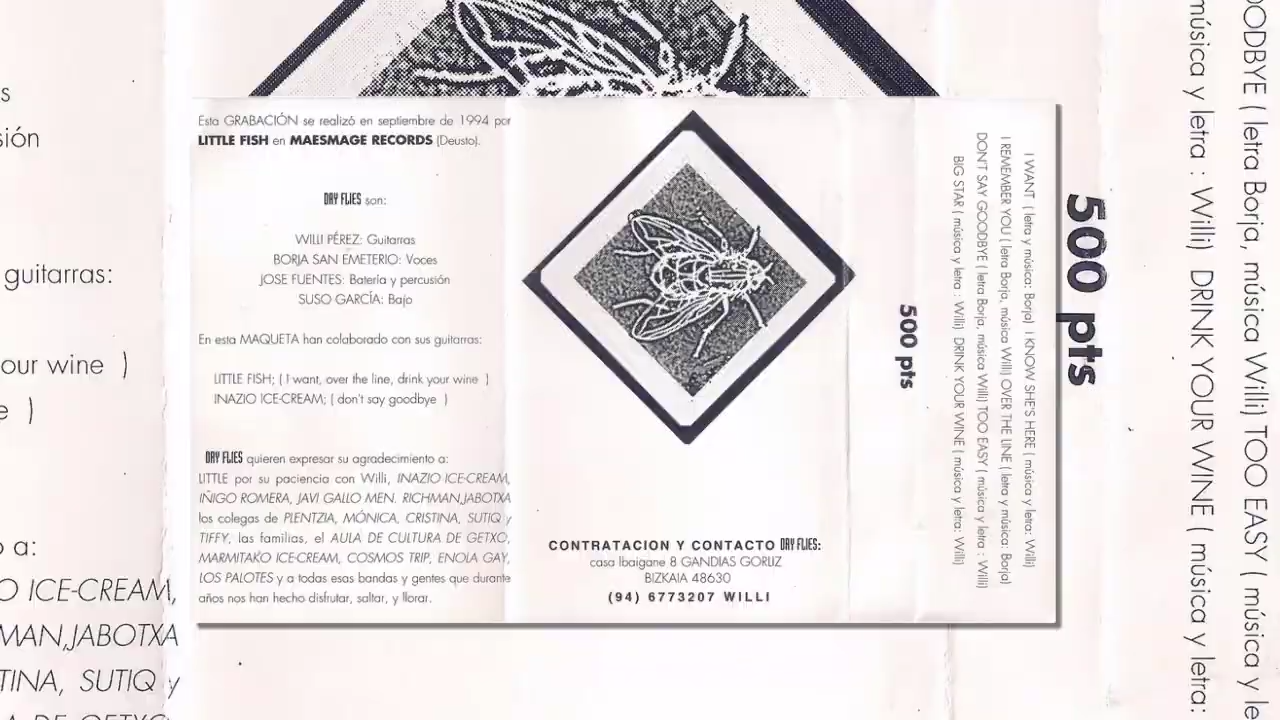 Esta GRABACIÓN se realizó en septiembre de 1994 por
LITTLE FISH en MAESMAGE RECORDS (Deusto).
DRY FLIES son:
WILLI PÉREZ: Guitarras
BORJA SAN EMETERIO: Voces
JOSE FUENTES: Batería y percusión
SUSO GARCÍA: Bajo
En esta MAQUETA han colaborado con sus guitarras:
LITTLE FISH; ( I want, over the line, drink your wine )
INAZIO ICE-CREAM; ( don't say goodbye )
DRY FLIES quieren expresar su agradecimiento a:
LITTLE por su paciencia con Willi, INAZIO ICE-CREAM,
IÑIGO ROMERA, JAVI GALLO MEN. RICHMAN,JABOTXA
los colegas de PLENTZIA, MÓNICA, CRISTINA, SUTIQ y
TIFFY, las fans, el AULA DE CULTURA DE GETXO,
MARMITAKO ICE-CREAM, COSMOS TRIP, ENOLA GAY,
LOS PALOTES y a todas esas bandas y gentes que durante
años nos han hecho disfrutar, saltar, y llorar.
CONTRATACION Y CONTACTO DRY FLIES:
casa Ibaigane 8 GANDIAS GORLIZ
BIZKAIA 48630
(94) 6773207 WILLI
500 pts
I WANT ( letra y música: Borja) I KNOW SHE'S HERE ( música y letra: Willi)
I REMEMBER YOU ( letra Borja, música Willi) OVER THE LINE ( letra y música: Borja)
DON'T SAY GOODBYE ( letra Borja, música Willi) TOO EASY ( música y letra : Willi)
BIG STAR ( música y letra : Willi) DRINK YOUR WINE ( música y letra: Willi)
500 pts
s
sión
guitarras:
our wine )
e )
o a:
O ICE-CREAM,
MAN,JABOTXA
TINA, SUTIQ y
A DE GETXO,
OODBYE ( letra Borja, música Willi) TOO EASY ( música y le
música y letra : Willi) DRINK YOUR WINE ( música y letra: